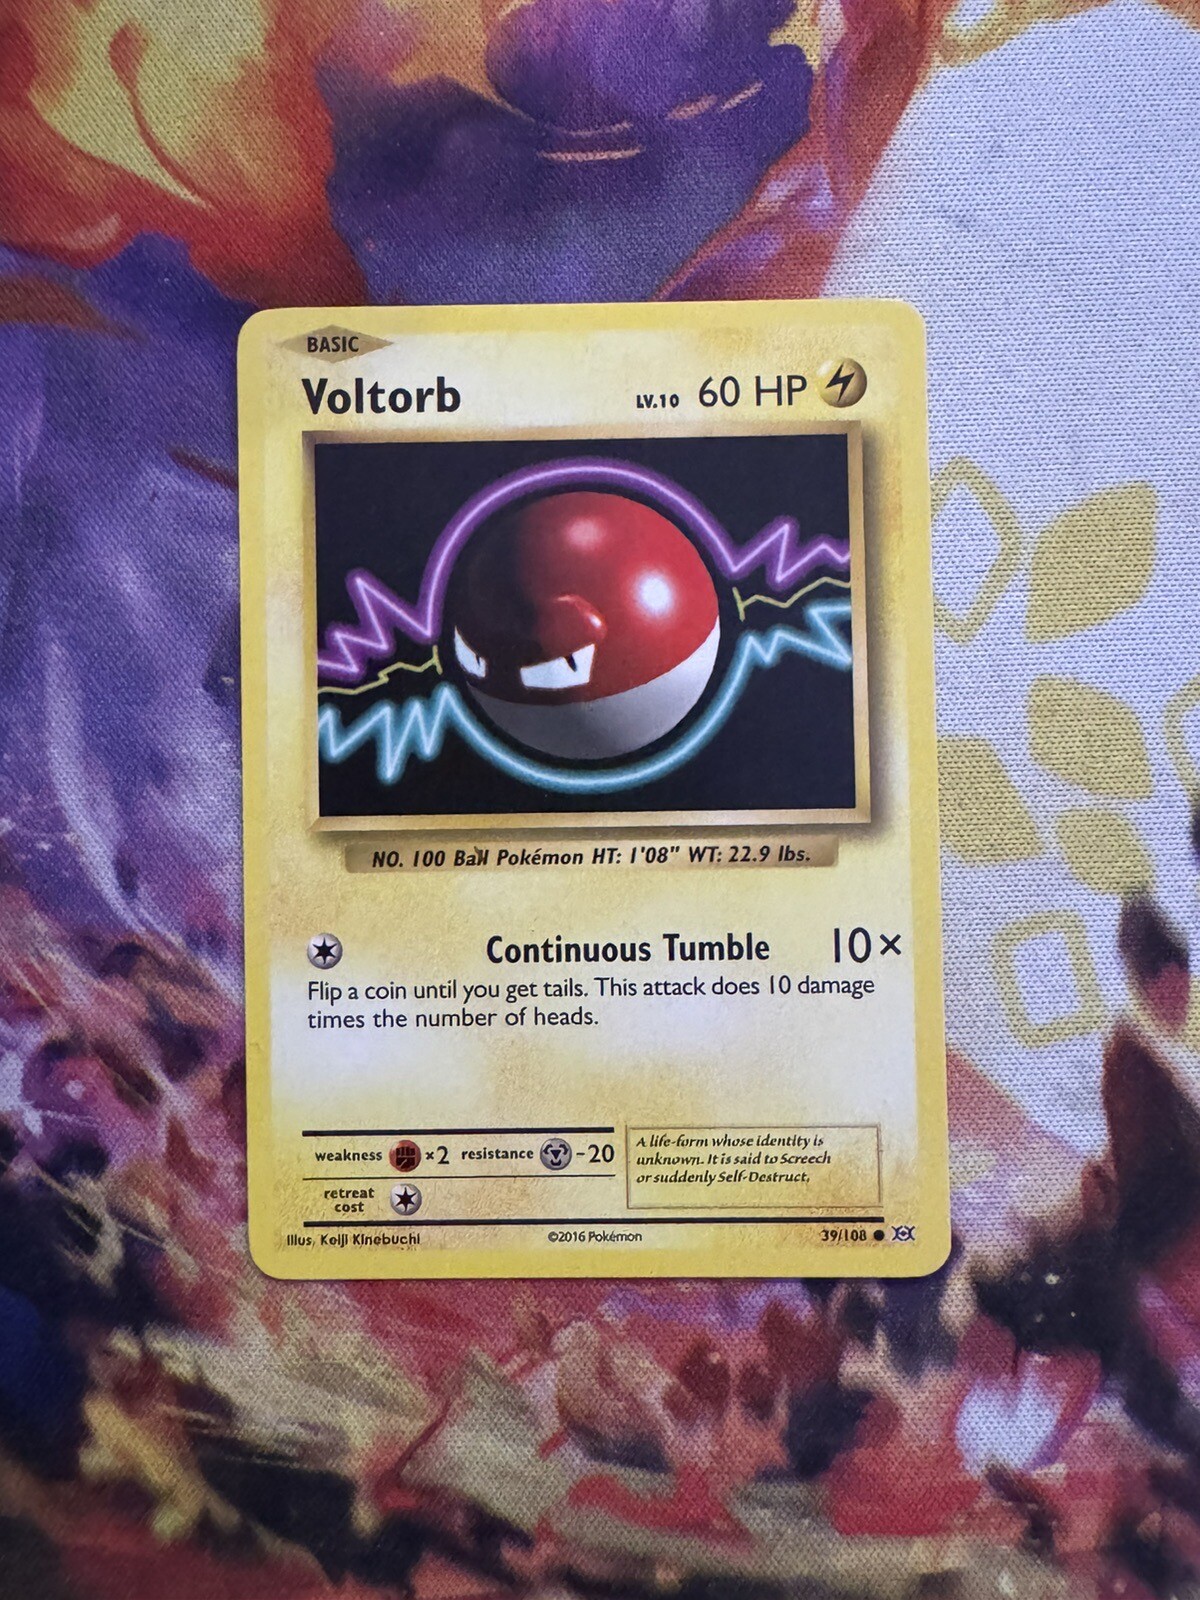 BASIC
Voltorb LV.10 60 HP
NO. 100 Ball Pokémon HT: 1'08" WT: 22.9 lbs.
Continuous Tumble 10×
Flip a coin until you get tails. This attack does 10 damage
times the number of heads.
weakness ×2 resistance -20
retreat
cost
A life-form whose identity is
unknown. It is said to Screech
or suddenly Self-Destruct.
Illus. Keiji Kinebuchi ©2016 Pokémon 39/108